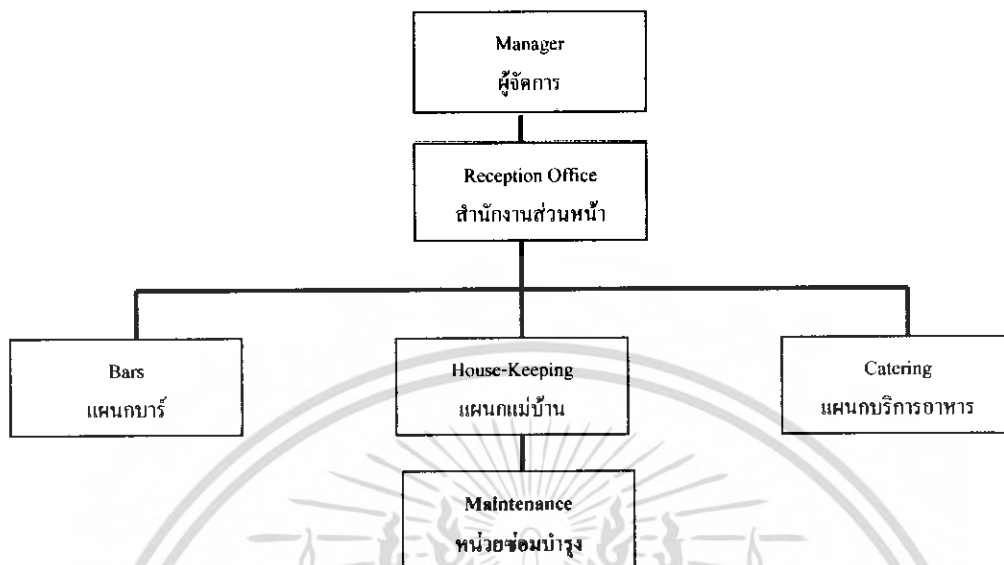 Manager
ผู้จัดการ
Reception Office
สำนักงานส่วนหน้า
Bars
แผนกบาร์
House-Keeping
แผนกแม่บ้าน
Catering
แผนกบริการอาหาร
Maintenance
หน่วยซ่อมบำรุง